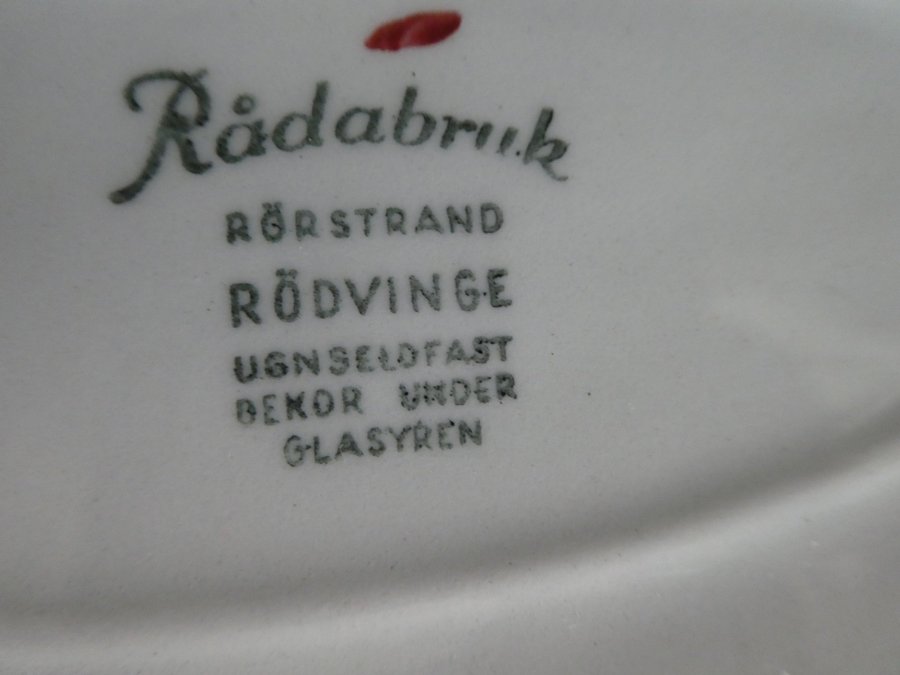 Rådabruk
RÖRSTRAND
RÖDVINGE
UGNSELDFAST
DEKOR UNDER
GLASYREN